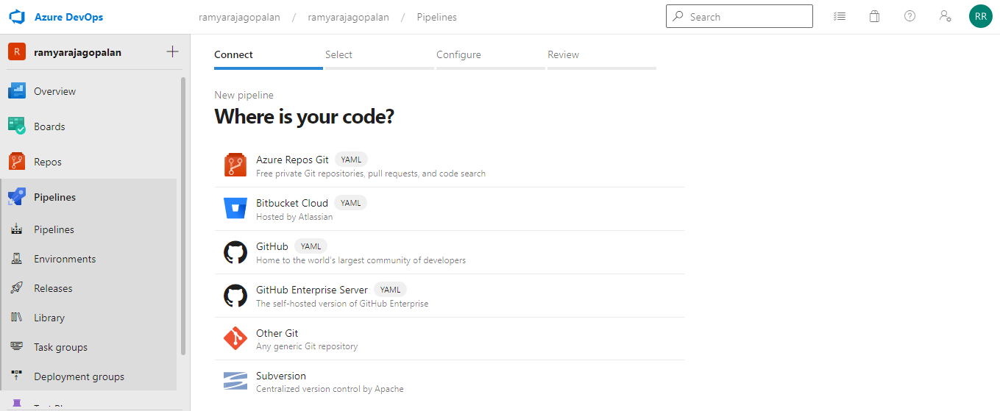 Azure DevOps
ramyarajagopalan / ramyarajagopalan / Pipelines
Search
RR
R ramyarajagopalan
Overview
Boards
Repos
Pipelines
Pipelines
Environments
Releases
Library
Task groups
Deployment groups
Connect Select Configure Review
New pipeline
Where is your code?
Azure Repos Git YAML
Free private Git repositories, pull requests, and code search
Bitbucket Cloud YAML
Hosted by Atlassian
GitHub YAML
Home to the world's largest community of developers
GitHub Enterprise Server YAML
The self-hosted version of GitHub Enterprise
Other Git
Any generic Git repository
Subversion
Centralized version control by Apache